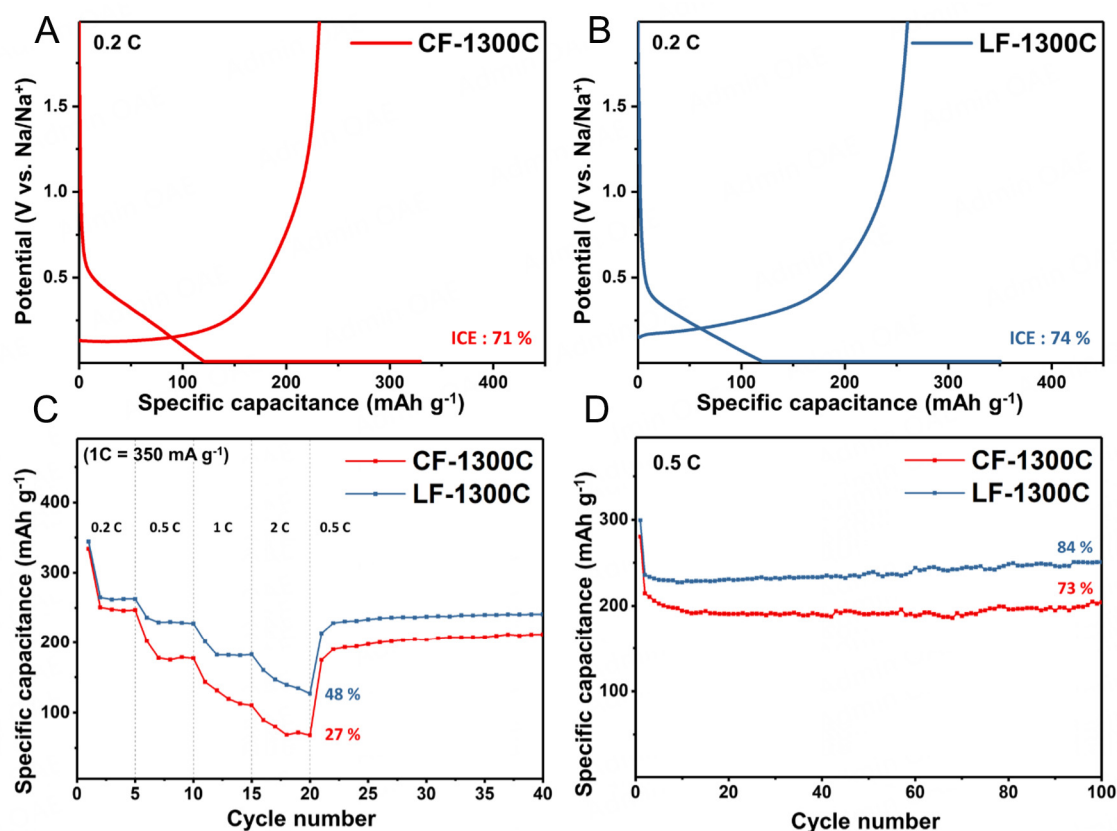 A
0.2 C
CF-1300C
Potential (V vs. Na/Na⁺)
1.5
1.0
0.5
ICE : 71 %
0
100
200
300
400
Specific capacitance (mAh g⁻¹)
B
0.2 C
LF-1300C
Potential (V vs. Na/Na⁺)
1.5
1.0
0.5
ICE : 74 %
0
100
200
300
400
Specific capacitance (mAh g⁻¹)
C
(1C = 350 mA g⁻¹)
CF-1300C
LF-1300C
Specific capacitance (mAh g⁻¹)
400
300
200
100
0
0.2 C
0.5 C
1 C
2 C
0.5 C
48 %
27 %
0
5
10
15
20
25
30
35
40
Cycle number
D
0.5 C
CF-1300C
LF-1300C
Specific capacitance (mAh g⁻¹)
300
200
100
0
84 %
73 %
0
20
40
60
80
100
Cycle number